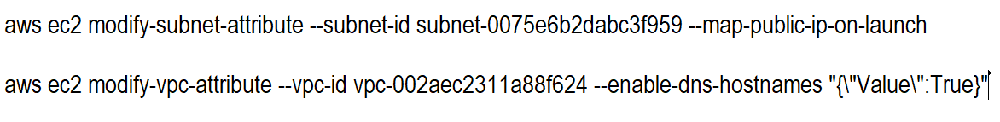 aws ec2 modify-subnet-attribute --subnet-id subnet-0075e6b2dabc3f959 --map-public-ip-on-launch
aws ec2 modify-vpc-attribute --vpc-id vpc-002aec2311a88f624 --enable-dns-hostnames "{\"Value\":True}"